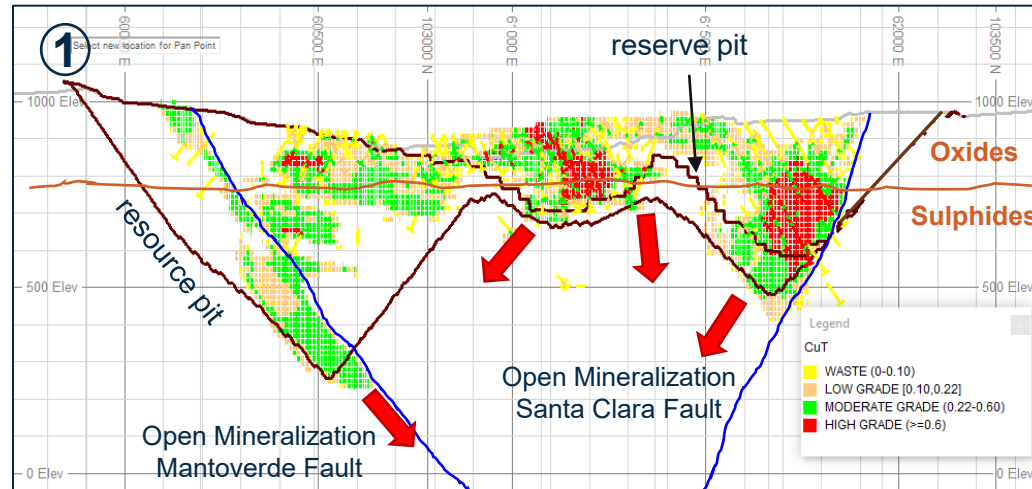 ①
Select new location for Pan Point
60500 E
103000 N
62000
103500 N
reserve pit
1000 Elev
1000 Elev
Oxides
Sulphides
resource pit
500 Elev
500 Elev
Legend
CuT
WASTE (0-0.10)
LOW GRADE [0.10,0.22]
MODERATE GRADE (0.22-0.60)
HIGH GRADE (>=0.6)
Open Mineralization
Santa Clara Fault
Open Mineralization
Mantoverde Fault
0 Elev
0 Elev